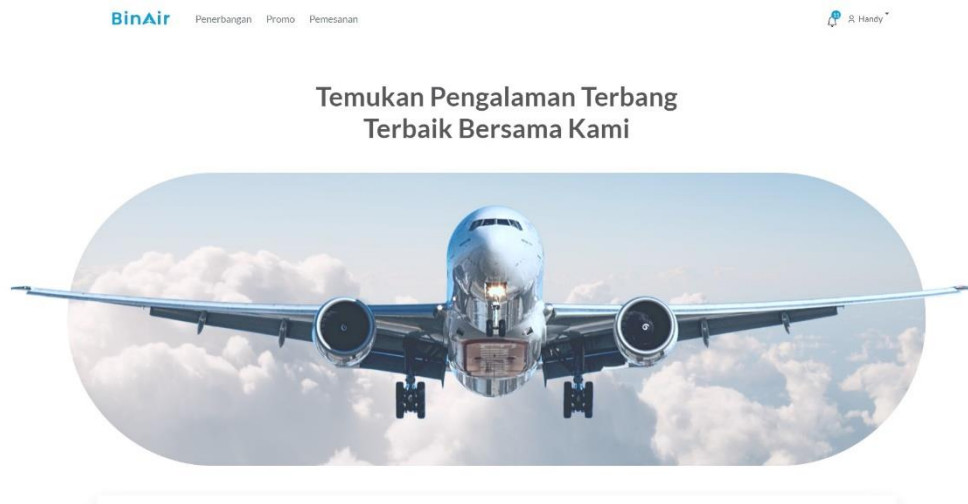 BinAir Penerbangan Promo Pemesanan Handy
Temukan Pengalaman Terbang
Terbaik Bersama Kami